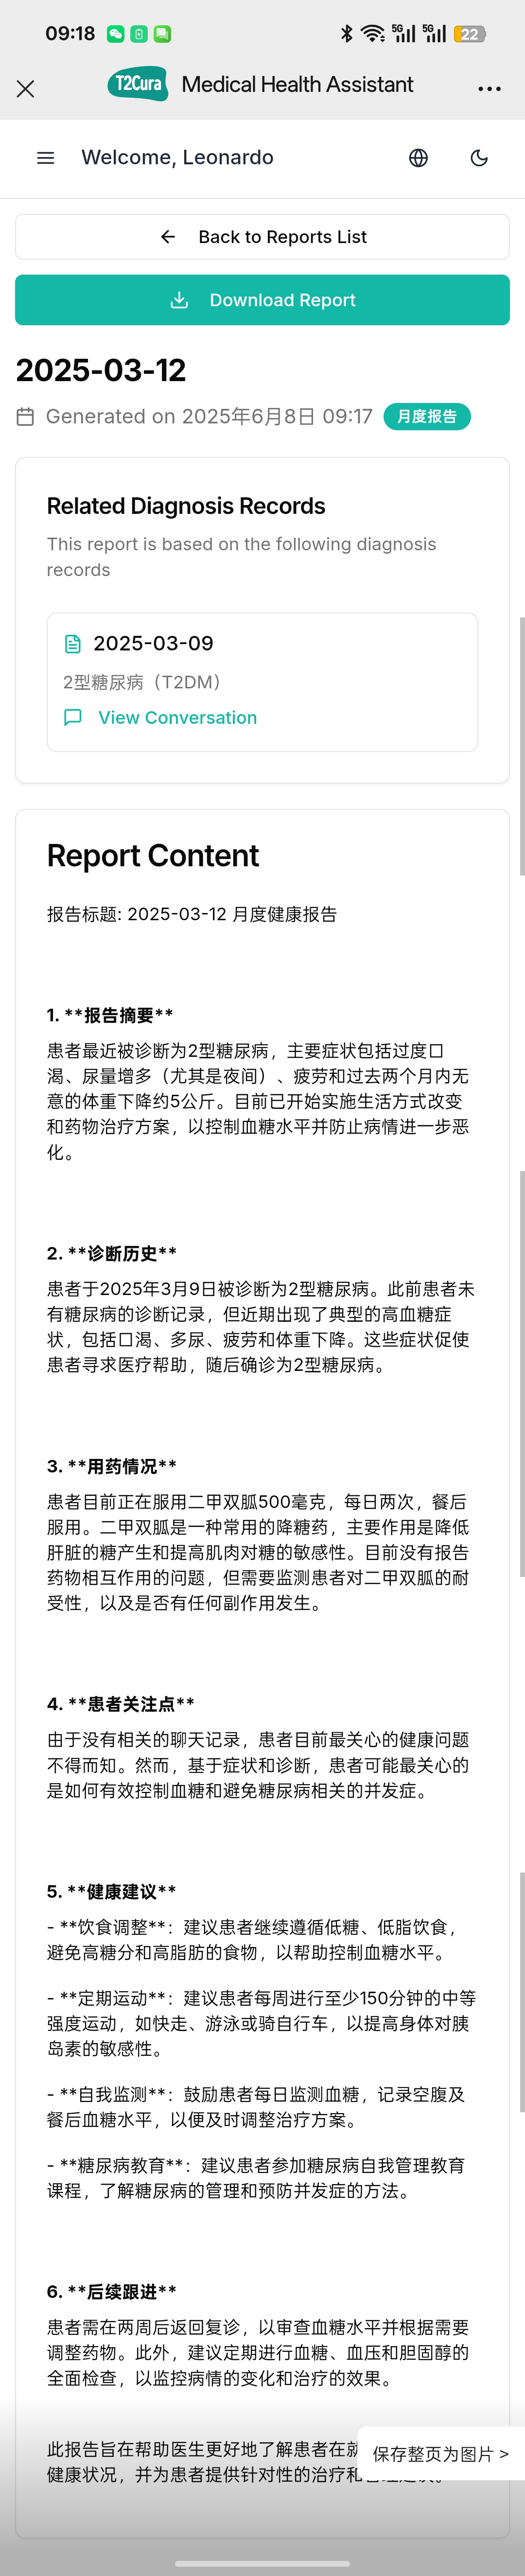 09:18
5G 5G 22
T2Cura Medical Health Assistant
Welcome, Leonardo
Back to Reports List
Download Report
2025-03-12
Generated on 2025年6月8日 09:17 月度报告
Related Diagnosis Records
This report is based on the following diagnosis
records
2025-03-09
2型糖尿病（T2DM）
View Conversation
Report Content
报告标题: 2025-03-12 月度健康报告
1. **报告摘要**
患者最近被诊断为2型糖尿病，主要症状包括过度口
渴、尿量增多（尤其是夜间）、疲劳和过去两个月内无
意的体重下降约5公斤。目前已开始实施生活方式改变
和药物治疗方案，以控制血糖水平并防止病情进一步恶
化。
2. **诊断历史**
患者于2025年3月9日被诊断为2型糖尿病。此前患者未
有糖尿病的诊断记录，但近期出现了典型的高血糖症
状，包括口渴、多尿、疲劳和体重下降。这些症状促使
患者寻求医疗帮助，随后确诊为2型糖尿病。
3. **用药情况**
患者目前正在服用二甲双胍500毫克，每日两次，餐后
服用。二甲双胍是一种常用的降糖药，主要作用是降低
肝脏的糖产生和提高肌肉对糖的敏感性。目前没有报告
药物相互作用的问题，但需要监测患者对二甲双胍的耐
受性，以及是否有任何副作用发生。
4. **患者关注点**
由于没有相关的聊天记录，患者目前最关心的健康问题
不得而知。然而，基于症状和诊断，患者可能最关心的
是如何有效控制血糖和避免糖尿病相关的并发症。
5. **健康建议**
- **饮食调整**：建议患者继续遵循低糖、低脂饮食，
避免高糖分和高脂肪的食物，以帮助控制血糖水平。
- **定期运动**：建议患者每周进行至少150分钟的中等
强度运动，如快走、游泳或骑自行车，以提高身体对胰
岛素的敏感性。
- **自我监测**：鼓励患者每日监测血糖，记录空腹及
餐后血糖水平，以便及时调整治疗方案。
- **糖尿病教育**：建议患者参加糖尿病自我管理教育
课程，了解糖尿病的管理和预防并发症的方法。
6. **后续跟进**
患者需在两周后返回复诊，以审查血糖水平并根据需要
调整药物。此外，建议定期进行血糖、血压和胆固醇的
全面检查，以监控病情的变化和治疗的效果。
此报告旨在帮助医生更好地了解患者在就
健康状况，并为患者提供针对性的治疗和
保存整页为图片 >